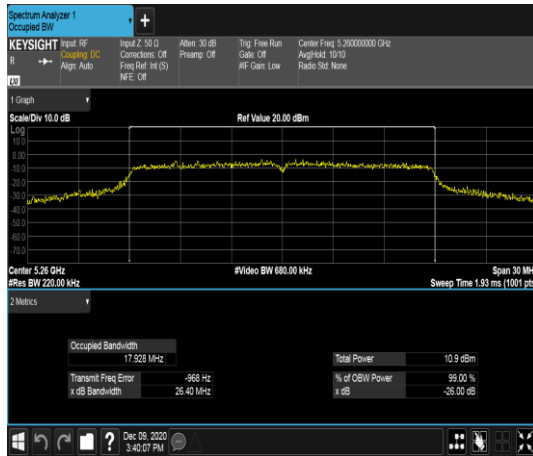 Spectrum Analyzer 1
Occupied BW
+
KEYSIGHT Input: RF Input Z: 50 Ω Atten: 30 dB Trig: Free Run Center Freq: 5.260000000 GHz
R Coupling: DC Corrections: Off Preamp: Off Gate: Off Avg|Hold: 10/10
Align: Auto Freq Ref: Int (S) #IF Gain: Low Radio Std: None
LXI NFE: Off
1 Graph
Scale/Div 10.0 dB Ref Value 20.00 dBm
Log
10.0
0.00
-10.0
-20.0
-30.0
-40.0
-50.0
-60.0
-70.0
Center 5.26 GHz #Video BW 680.00 kHz Span 30 MH
#Res BW 220.00 kHz Sweep Time 1.93 ms (1001 pts
2 Metrics
Occupied Bandwidth
17.928 MHz Total Power 10.9 dBm
Transmit Freq Error -968 Hz % of OBW Power 99.00 %
x dB Bandwidth 26.40 MHz x dB -26.00 dB
? Dec 09, 2020
3:40:07 PM